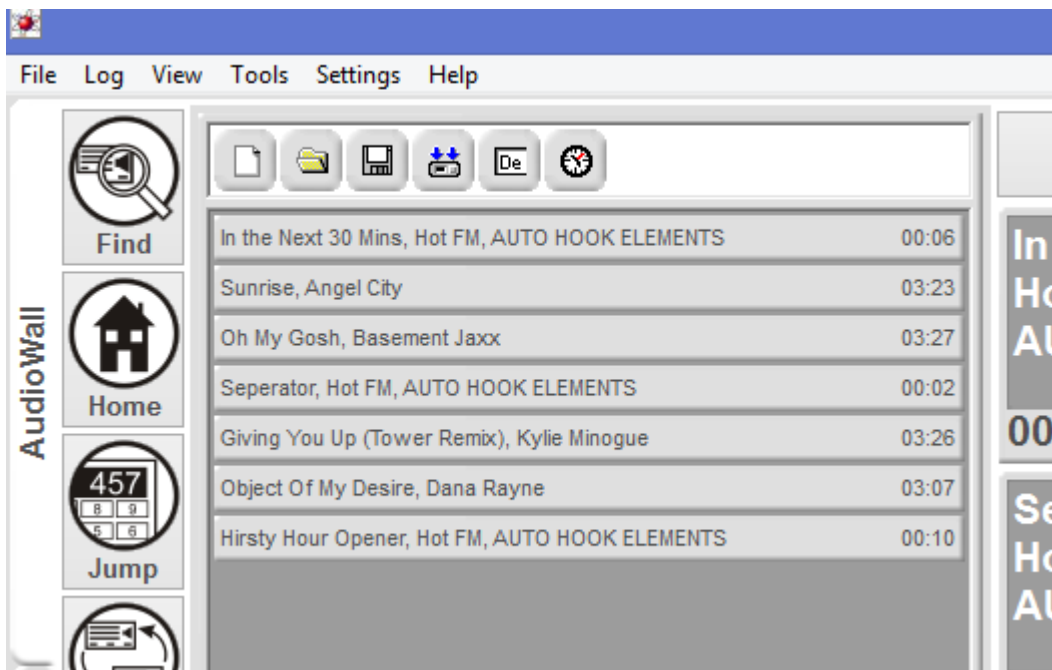 File Log View Tools Settings Help
AudioWall
Find
Home
457
8 9
5 6
Jump
De
In the Next 30 Mins, Hot FM, AUTO HOOK ELEMENTS 00:06
Sunrise, Angel City 03:23
Oh My Gosh, Basement Jaxx 03:27
Seperator, Hot FM, AUTO HOOK ELEMENTS 00:02
Giving You Up (Tower Remix), Kylie Minogue 03:26
Object Of My Desire, Dana Rayne 03:07
Hirsty Hour Opener, Hot FM, AUTO HOOK ELEMENTS 00:10
In
Ho
AU
00
Se
Ho
AU